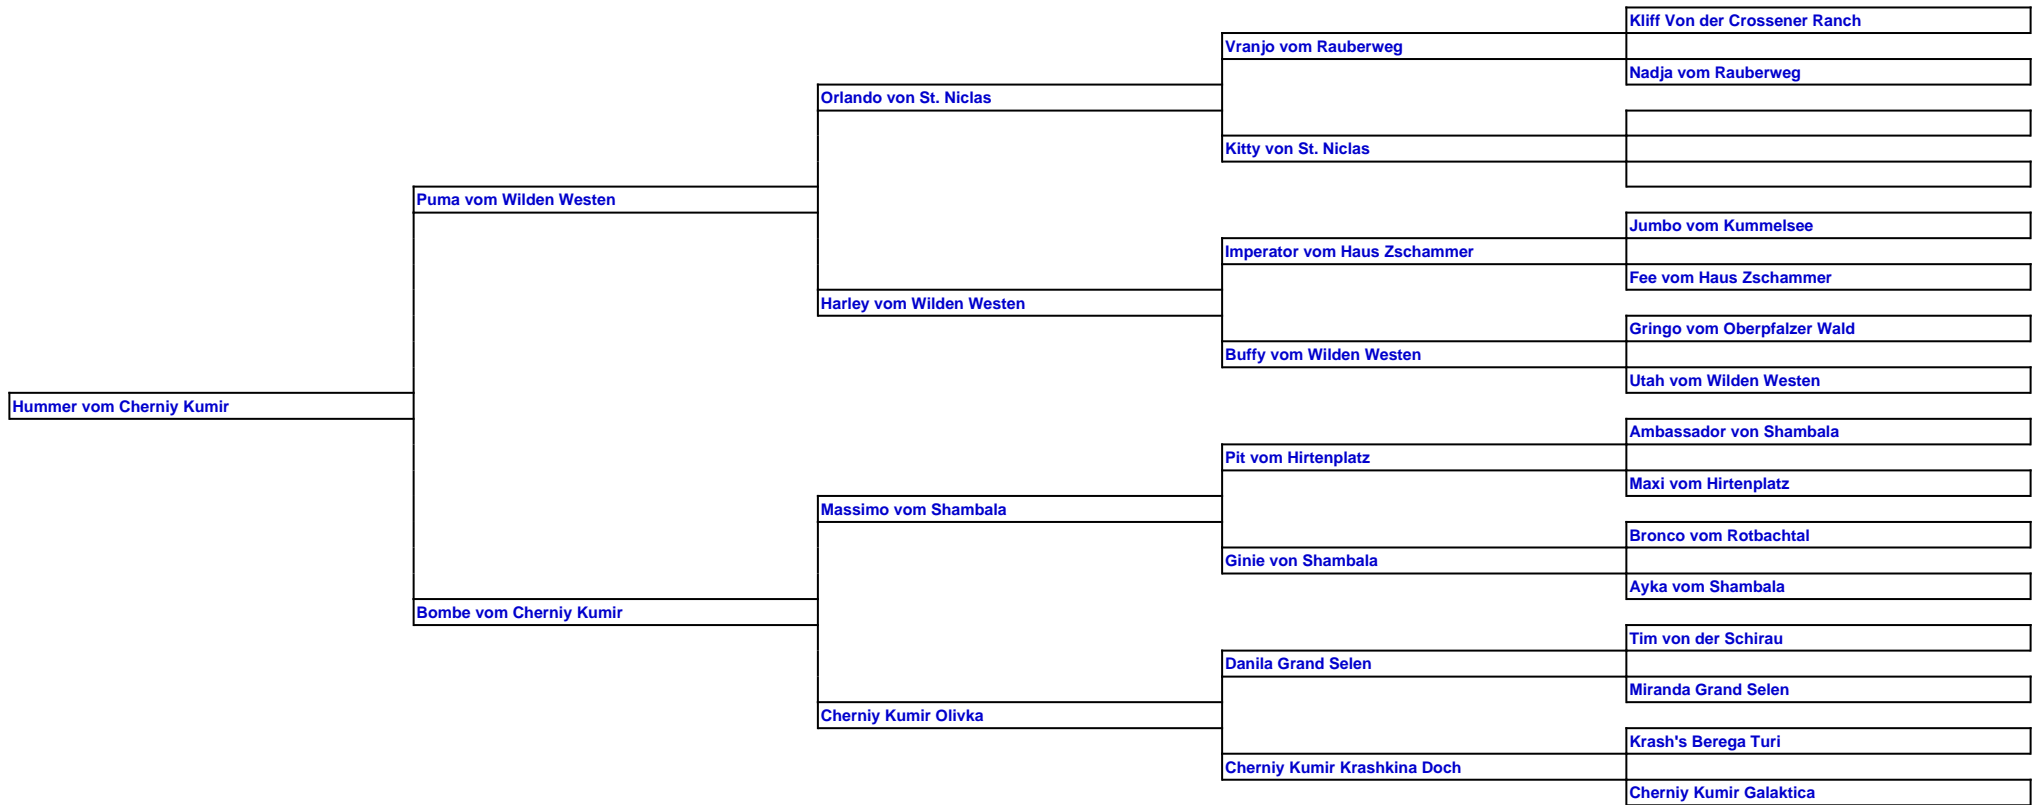 Kliff Von der Crossener Ranch
Vranjo vom Rauberweg
Nadja vom Rauberweg
Orlando von St. Niclas
Kitty von St. Niclas
Puma vom Wilden Westen
Jumbo vom Kummelsee
Imperator vom Haus Zschammer
Fee vom Haus Zschammer
Harley vom Wilden Westen
Gringo vom Oberpfalzer Wald
Buffy vom Wilden Westen
Utah vom Wilden Westen
Hummer vom Cherniy Kumir
Ambassador von Shambala
Pit vom Hirtenplatz
Maxi vom Hirtenplatz
Massimo vom Shambala
Bronco vom Rotbachtal
Ginie von Shambala
Ayka vom Shambala
Bombe vom Cherniy Kumir
Tim von der Schirau
Danila Grand Selen
Miranda Grand Selen
Cherniy Kumir Olivka
Krash's Berega Turi
Cherniy Kumir Krashkina Doch
Cherniy Kumir Galaktica